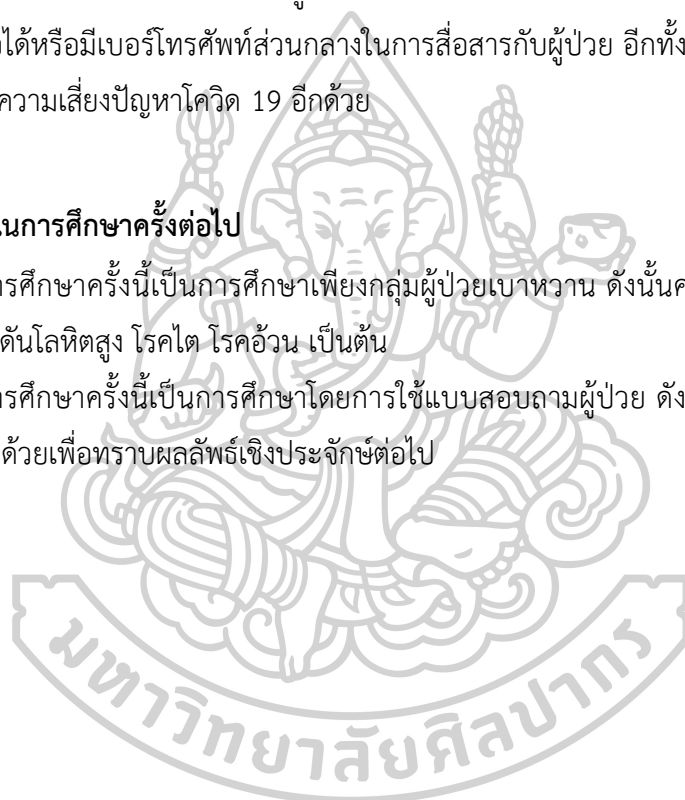 ได้หรือมีเบอร์โทรศัพท์ส่วนกลางในการสื่อสารกับผู้ป่วย อีกทั้ง
ความเสี่ยงปัญหาโควิด 19 อีกด้วย
นการศึกษาครั้งต่อไป
รศึกษาครั้งนี้เป็นการศึกษาเพียงกลุ่มผู้ป่วยเบาหวาน ดังนั้นค
ดันโลหิตสูง โรคไต โรคอ้วน เป็นต้น
รศึกษาครั้งนี้เป็นการศึกษาโดยการใช้แบบสอบถามผู้ป่วย ดัง
ด้วยเพื่อทราบผลลัพธ์เชิงประจักษ์ต่อไป
มหาวิทยาลัยศิลปากร